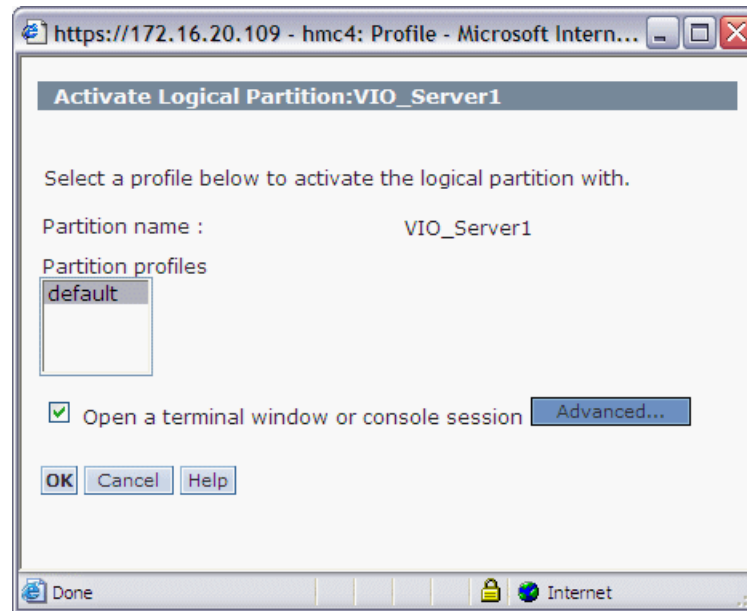 https://172.16.20.109 - hmc4: Profile - Microsoft Intern...
Activate Logical Partition:VIO_Server1
Select a profile below to activate the logical partition with.
Partition name : VIO_Server1
Partition profiles
default
Open a terminal window or console session Advanced...
OK Cancel Help
Done Internet